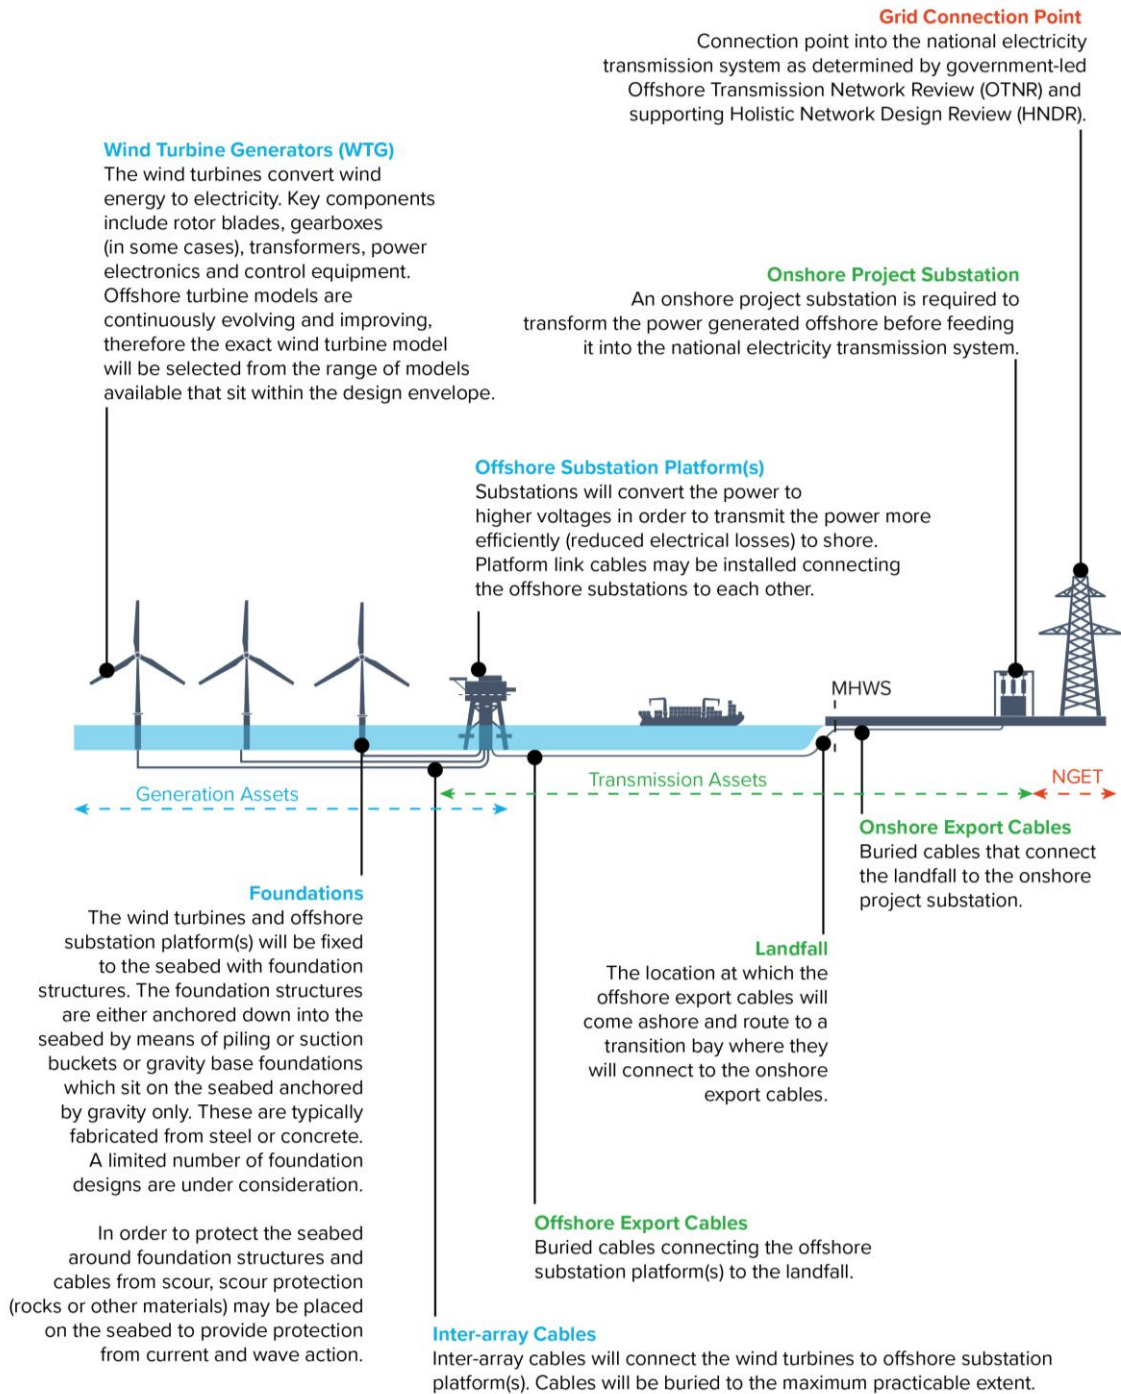 Grid Connection Point
Connection point into the national electricity
transmission system as determined by government-led
Offshore Transmission Network Review (OTNR) and
supporting Holistic Network Design Review (HNDR).
Wind Turbine Generators (WTG)
The wind turbines convert wind
energy to electricity. Key components
include rotor blades, gearboxes
(in some cases), transformers, power
electronics and control equipment.
Offshore turbine models are
continuously evolving and improving,
therefore the exact wind turbine model
will be selected from the range of models
available that sit within the design envelope.
Onshore Project Substation
An onshore project substation is required to
transform the power generated offshore before feeding
it into the national electricity transmission system.
Offshore Substation Platform(s)
Substations will convert the power to
higher voltages in order to transmit the power more
efficiently (reduced electrical losses) to shore.
Platform link cables may be installed connecting
the offshore substations to each other.
MHWS
Generation Assets
Transmission Assets
NGET
Onshore Export Cables
Buried cables that connect
the landfall to the onshore
project substation.
Foundations
The wind turbines and offshore
substation platform(s) will be fixed
to the seabed with foundation
structures. The foundation structures
are either anchored down into the
seabed by means of piling or suction
buckets or gravity base foundations
which sit on the seabed anchored
by gravity only. These are typically
fabricated from steel or concrete.
A limited number of foundation
designs are under consideration.
In order to protect the seabed
around foundation structures and
cables from scour, scour protection
(rocks or other materials) may be placed
on the seabed to provide protection
from current and wave action.
Landfall
The location at which the
offshore export cables will
come ashore and route to a
transition bay where they
will connect to the onshore
export cables.
Offshore Export Cables
Buried cables connecting the offshore
substation platform(s) to the landfall.
Inter-array Cables
Inter-array cables will connect the wind turbines to offshore substation
platform(s). Cables will be buried to the maximum practicable extent.